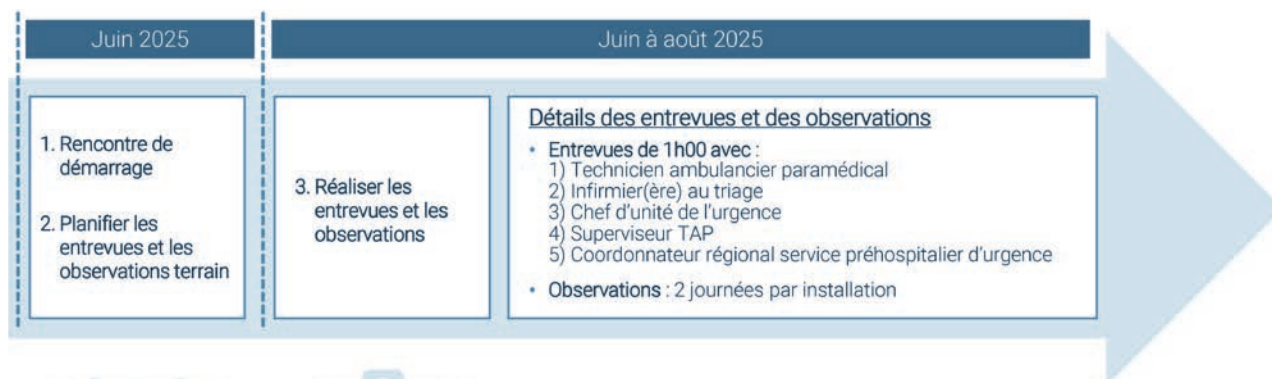 Juin 2025
Juin à août 2025
1. Rencontre de
démarrage
2. Planifier les
entrevues et les
observations terrain
3. Réaliser les
entrevues et les
observations
Détails des entrevues et des observations
• Entrevues de 1h00 avec :
1) Technicien ambulancier paramédical
2) Infirmier(ère) au triage
3) Chef d'unité de l'urgence
4) Superviseur TAP
5) Coordonnateur régional service préhospitalier d'urgence
• Observations : 2 journées par installation